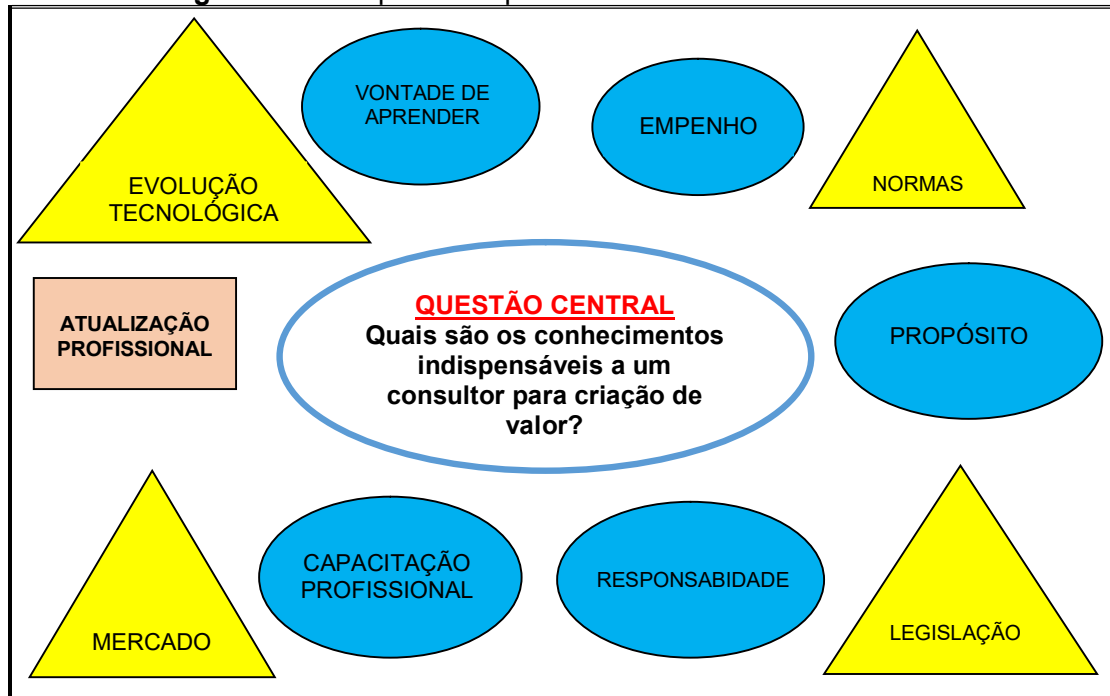 VONTADE DE
APRENDER
EMPENHO
EVOLUÇÃO
TECNOLÓGICA
NORMAS
ATUALIZAÇÃO
PROFISSIONAL
QUESTÃO CENTRAL
Quais são os conhecimentos
indispensáveis a um
consultor para criação de
valor?
PROPÓSITO
CAPACITAÇÃO
PROFISSIONAL
RESPONSABIDADE
MERCADO
LEGISLAÇÃO